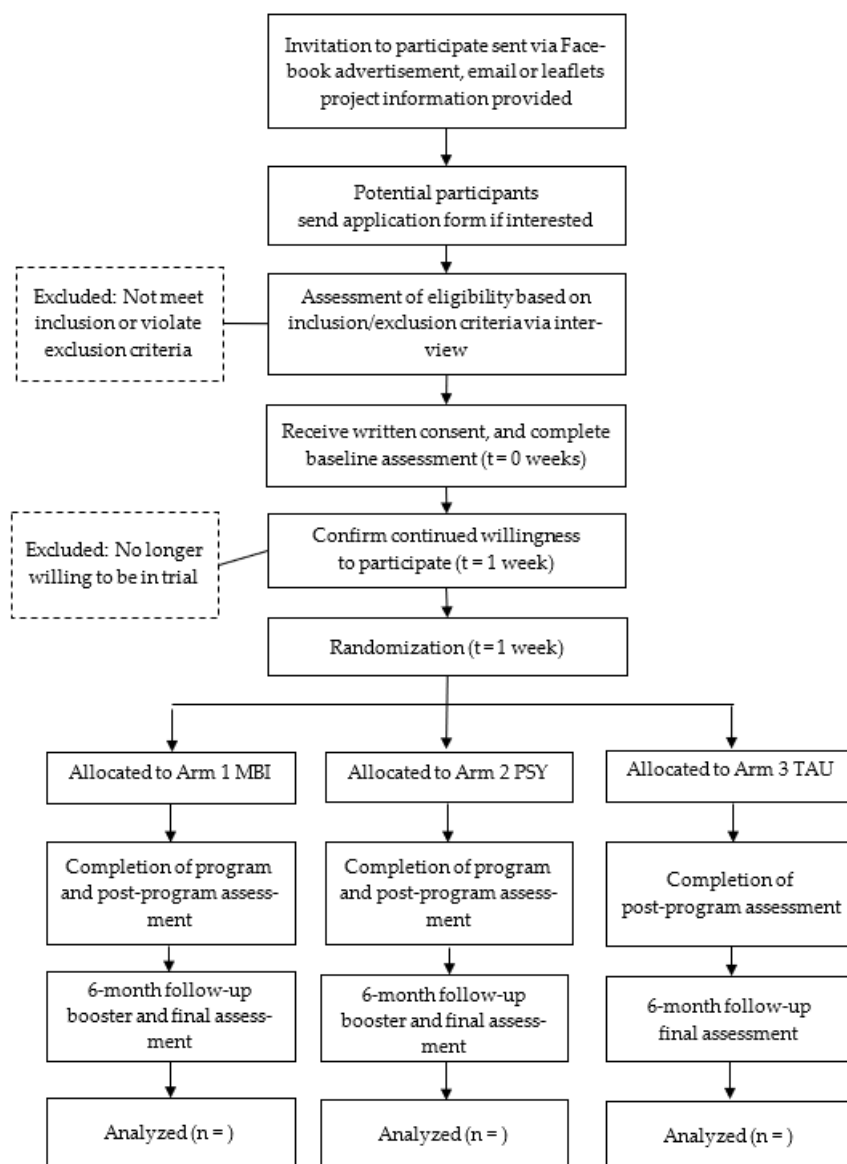 Invitation to participate sent via Face-
book advertisement, email or leaflets
project information provided
Potential participants
send application form if interested
Excluded: Not meet
inclusion or violate
exclusion criteria
Assessment of eligibility based on
inclusion/exclusion criteria via inter-
view
Receive written consent, and complete
baseline assessment (t = 0 weeks)
Excluded: No longer
willing to be in trial
Confirm continued willingness
to participate (t = 1 week)
Randomization (t = 1 week)
Allocated to Arm 1 MBI
Allocated to Arm 2 PSY
Allocated to Arm 3 TAU
Completion of program
and post-program assess-
ment
Completion of program
and post-program assess-
ment
Completion of
post-program assessment
6-month follow-up
booster and final assess-
ment
6-month follow-up
booster and final assess-
ment
6-month follow-up
final assessment
Analyzed (n = )
Analyzed (n = )
Analyzed (n = )